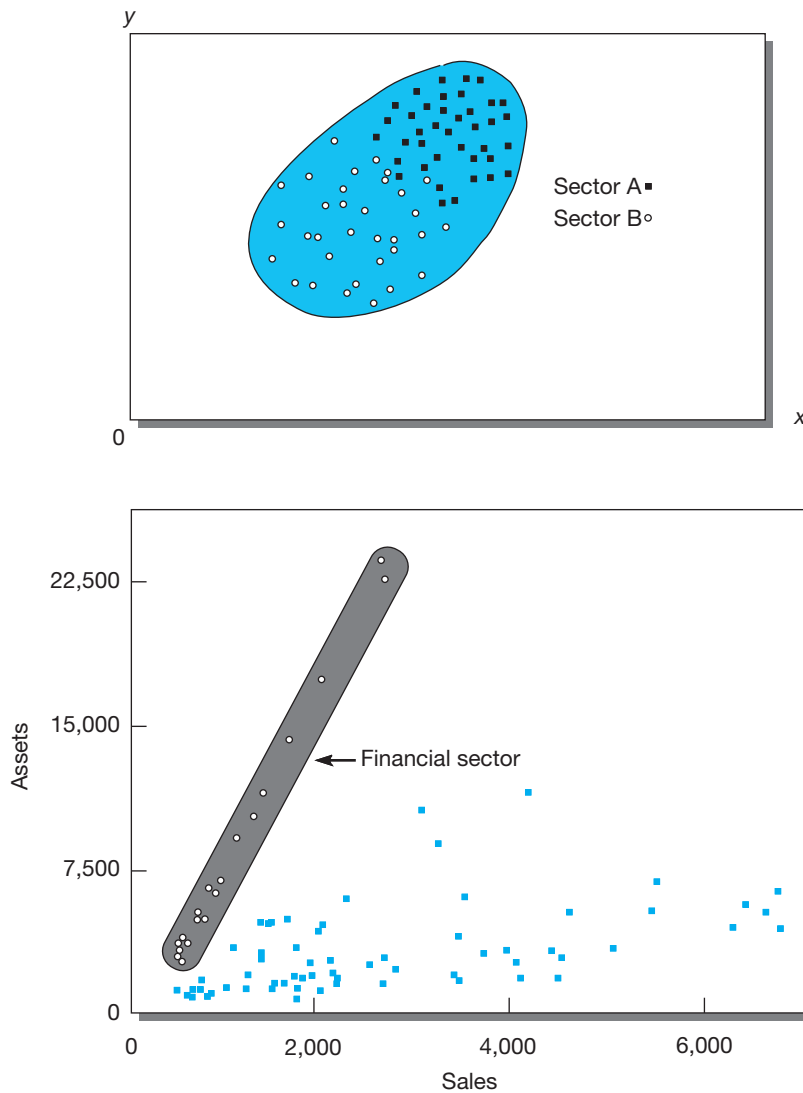 y
Sector A
Sector B
0
x
22,500
15,000
Assets
Financial sector
7,500
0
0
2,000
4,000
6,000
Sales